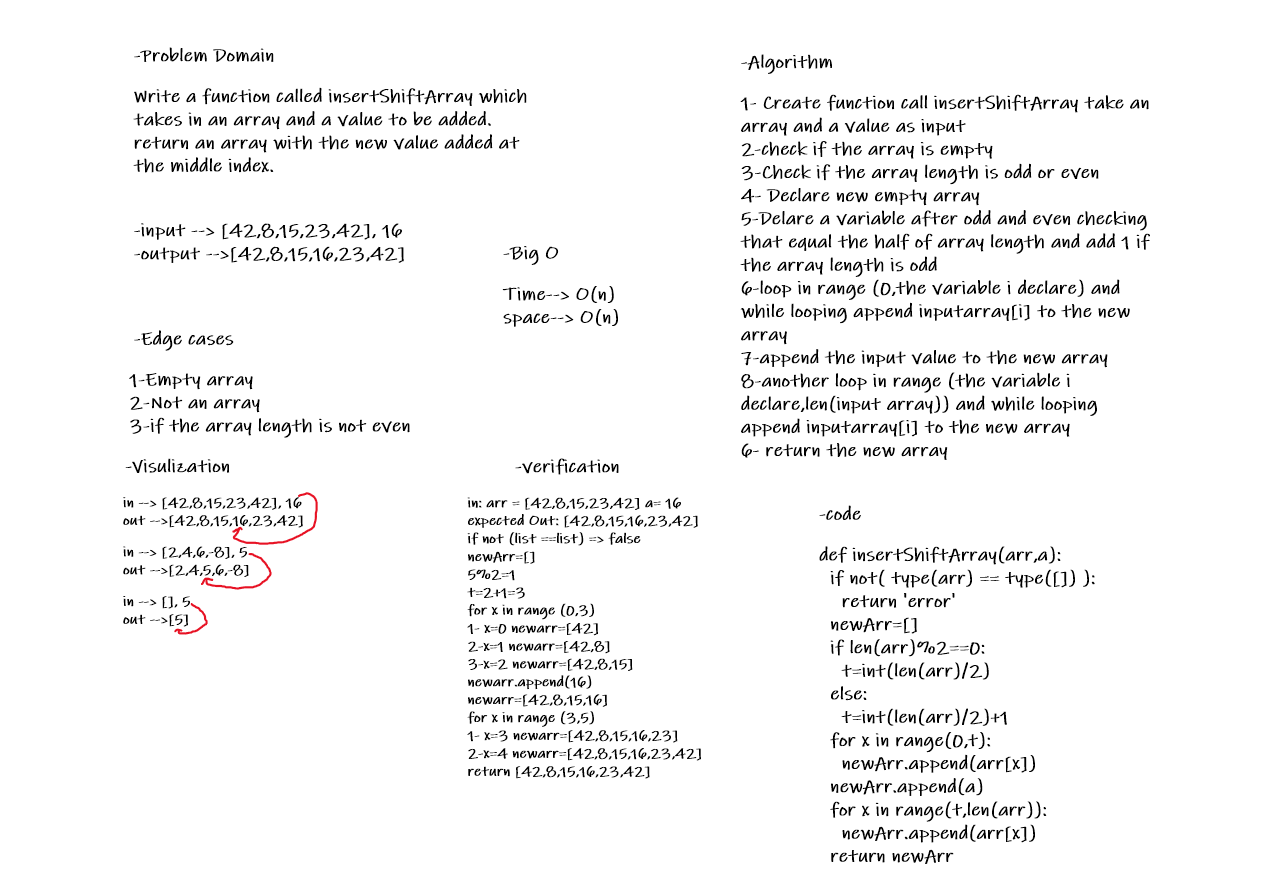 -Problem Domain
Write a function called insertShiftArray which
takes in an array and a value to be added.
return an array with the new value added at
the middle index.
-input --> [42,8,15,23,42], 16
-output -->[42,8,15,16,23,42]
-Big O
Time--> O(n)
space--> O(n)
-Edge cases
1-Empty array
2-Not an array
3-if the array length is not even
-Visulization
in --> [42,8,15,23,42], 16
out -->[42,8,15,16,23,42]
in --> [2,4,6,-8], 5
out -->[2,4,5,6,-8]
in --> [], 5
out -->[5]
-verification
in: arr = [42,8,15,23,42] a= 16
expected Out: [42,8,15,16,23,42]
if not (list ==list) => false
newArr=[]
5%2=1
t=2+1=3
for x in range (0,3)
1- x=0 newarr=[42]
2-x=1 newarr=[42,8]
3-x=2 newarr=[42,8,15]
newarr.append(16)
newarr=[42,8,15,16]
for x in range (3,5)
1- x=3 newarr=[42,8,15,16,23]
2-x=4 newarr=[42,8,15,16,23,42]
return [42,8,15,16,23,42]
-Algorithm
1- Create function call insertShiftArray take an
array and a value as input
2-check if the array is empty
3-Check if the array length is odd or even
4- Declare new empty array
5-Delare a variable after odd and even checking
that equal the half of array length and add 1 if
the array length is odd
6-loop in range (0,the variable i declare) and
while looping append inputarray[i] to the new
array
7-append the input value to the new array
8-another loop in range (the variable i
declare,len(input array)) and while looping
append inputarray[i] to the new array
6- return the new array
-code
def insertShiftArray(arr,a):
if not( type(arr) == type([]) ):
return 'error'
newArr=[]
if len(arr)%2==0:
t=int(len(arr)/2)
else:
t=int(len(arr)/2)+1
for x in range(0,t):
newArr.append(arr[x])
newArr.append(a)
for x in range(t,len(arr)):
newArr.append(arr[x])
return newArr